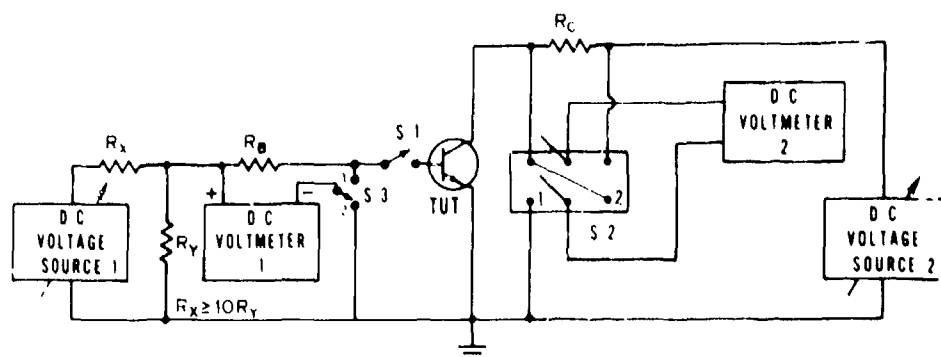 R_C
D C
VOLTMETER
2
S 1
R_X
R_B
1
2
S 3
+
−
TUT
1
2
S 2
D C
VOLTAGE
SOURCE 1
R_Y
D C
VOLTMETER
1
D C
VOLTAGE
SOURCE 2
R_X ≥ 10R_Y